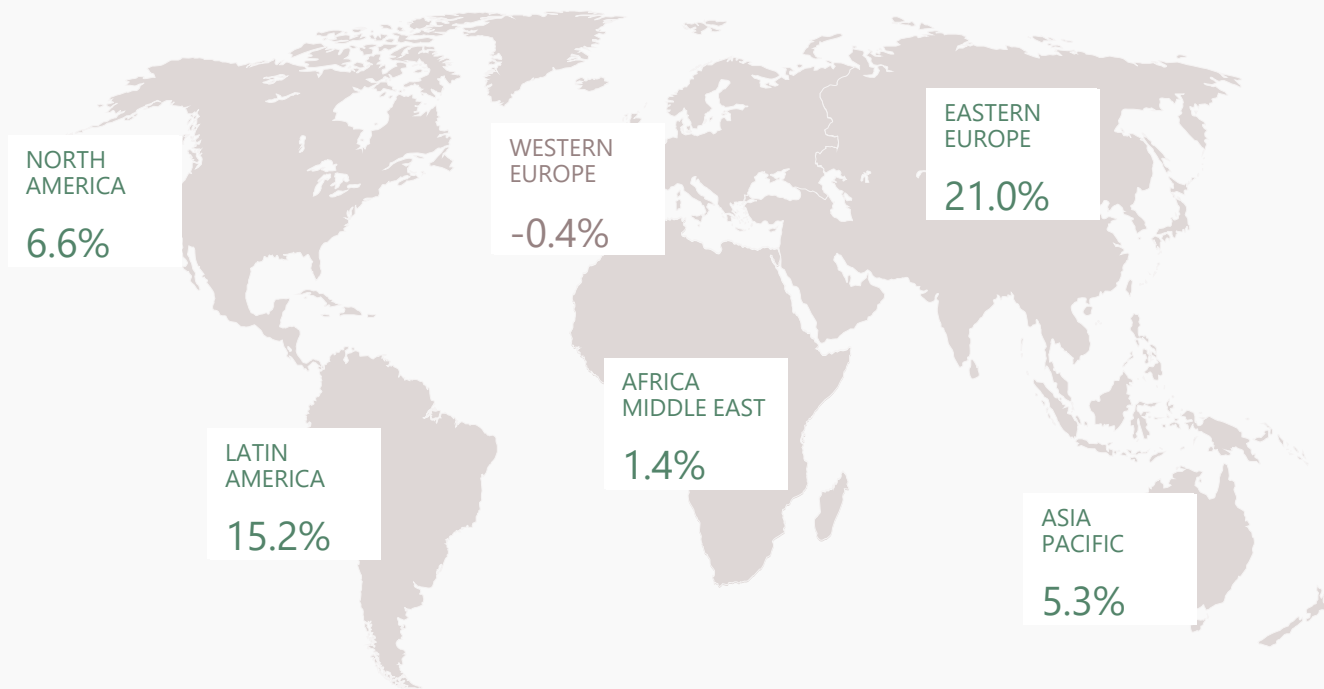 NORTH
AMERICA
6.6%
WESTERN
EUROPE
-0.4%
EASTERN
EUROPE
21.0%
LATIN
AMERICA
15.2%
AFRICA
MIDDLE EAST
1.4%
ASIA
PACIFIC
5.3%